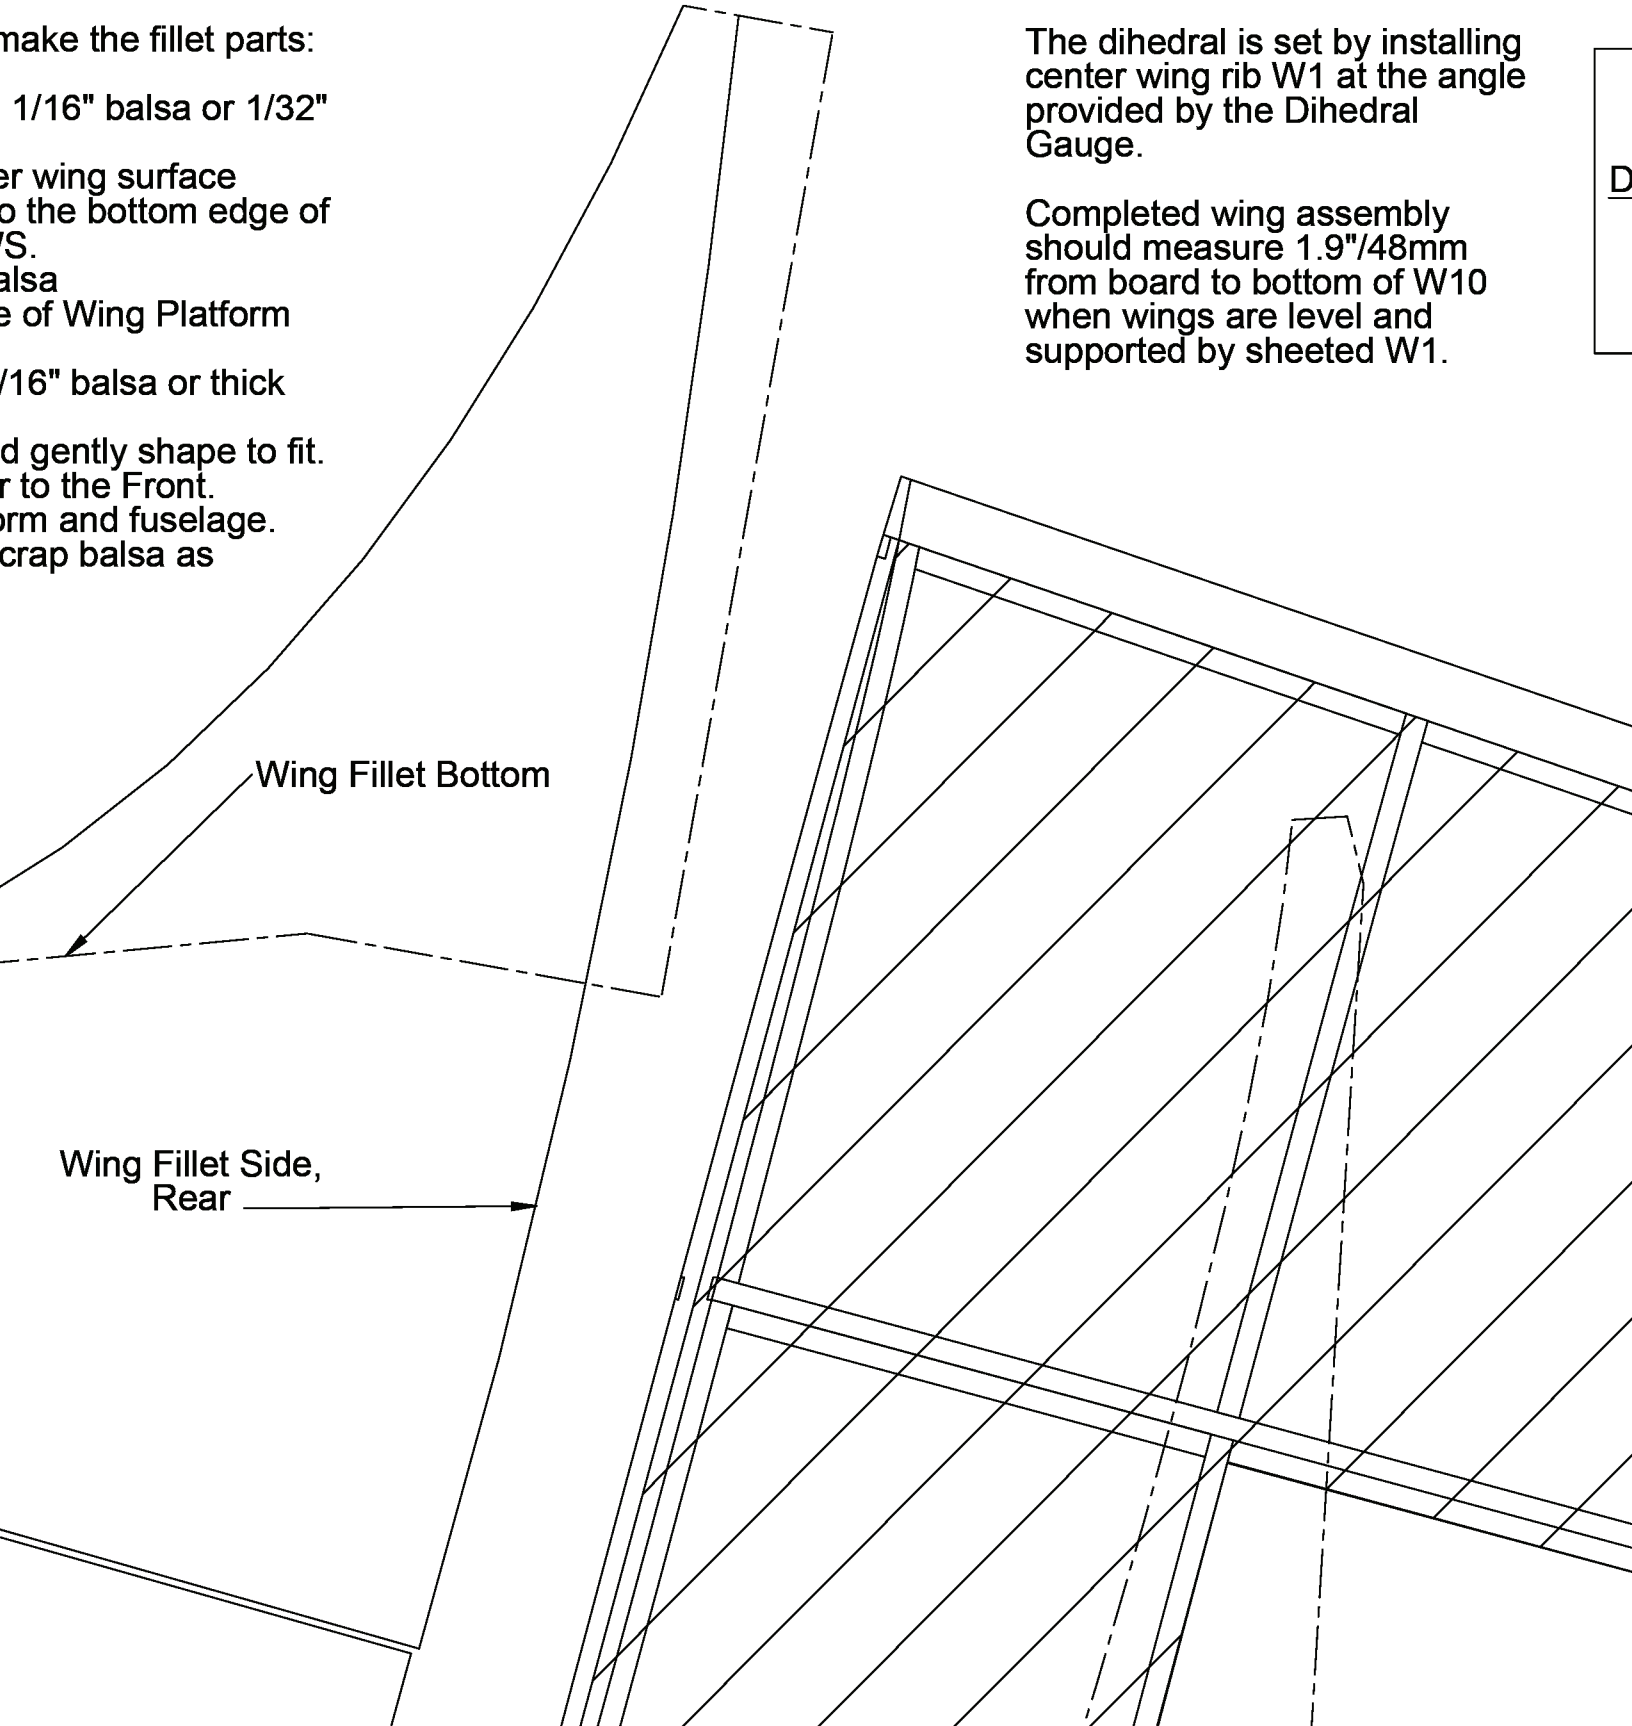 make the fillet parts:
1/16" balsa or 1/32"
er wing surface
o the bottom edge of
/S.
alsa
e of Wing Platform
/16" balsa or thick
d gently shape to fit.
r to the Front.
orm and fuselage.
crap balsa as
The dihedral is set by installing
center wing rib W1 at the angle
provided by the Dihedral
Gauge.
Completed wing assembly
should measure 1.9"/48mm
from board to bottom of W10
when wings are level and
supported by sheeted W1.
D
Wing Fillet Bottom
Wing Fillet Side,
Rear